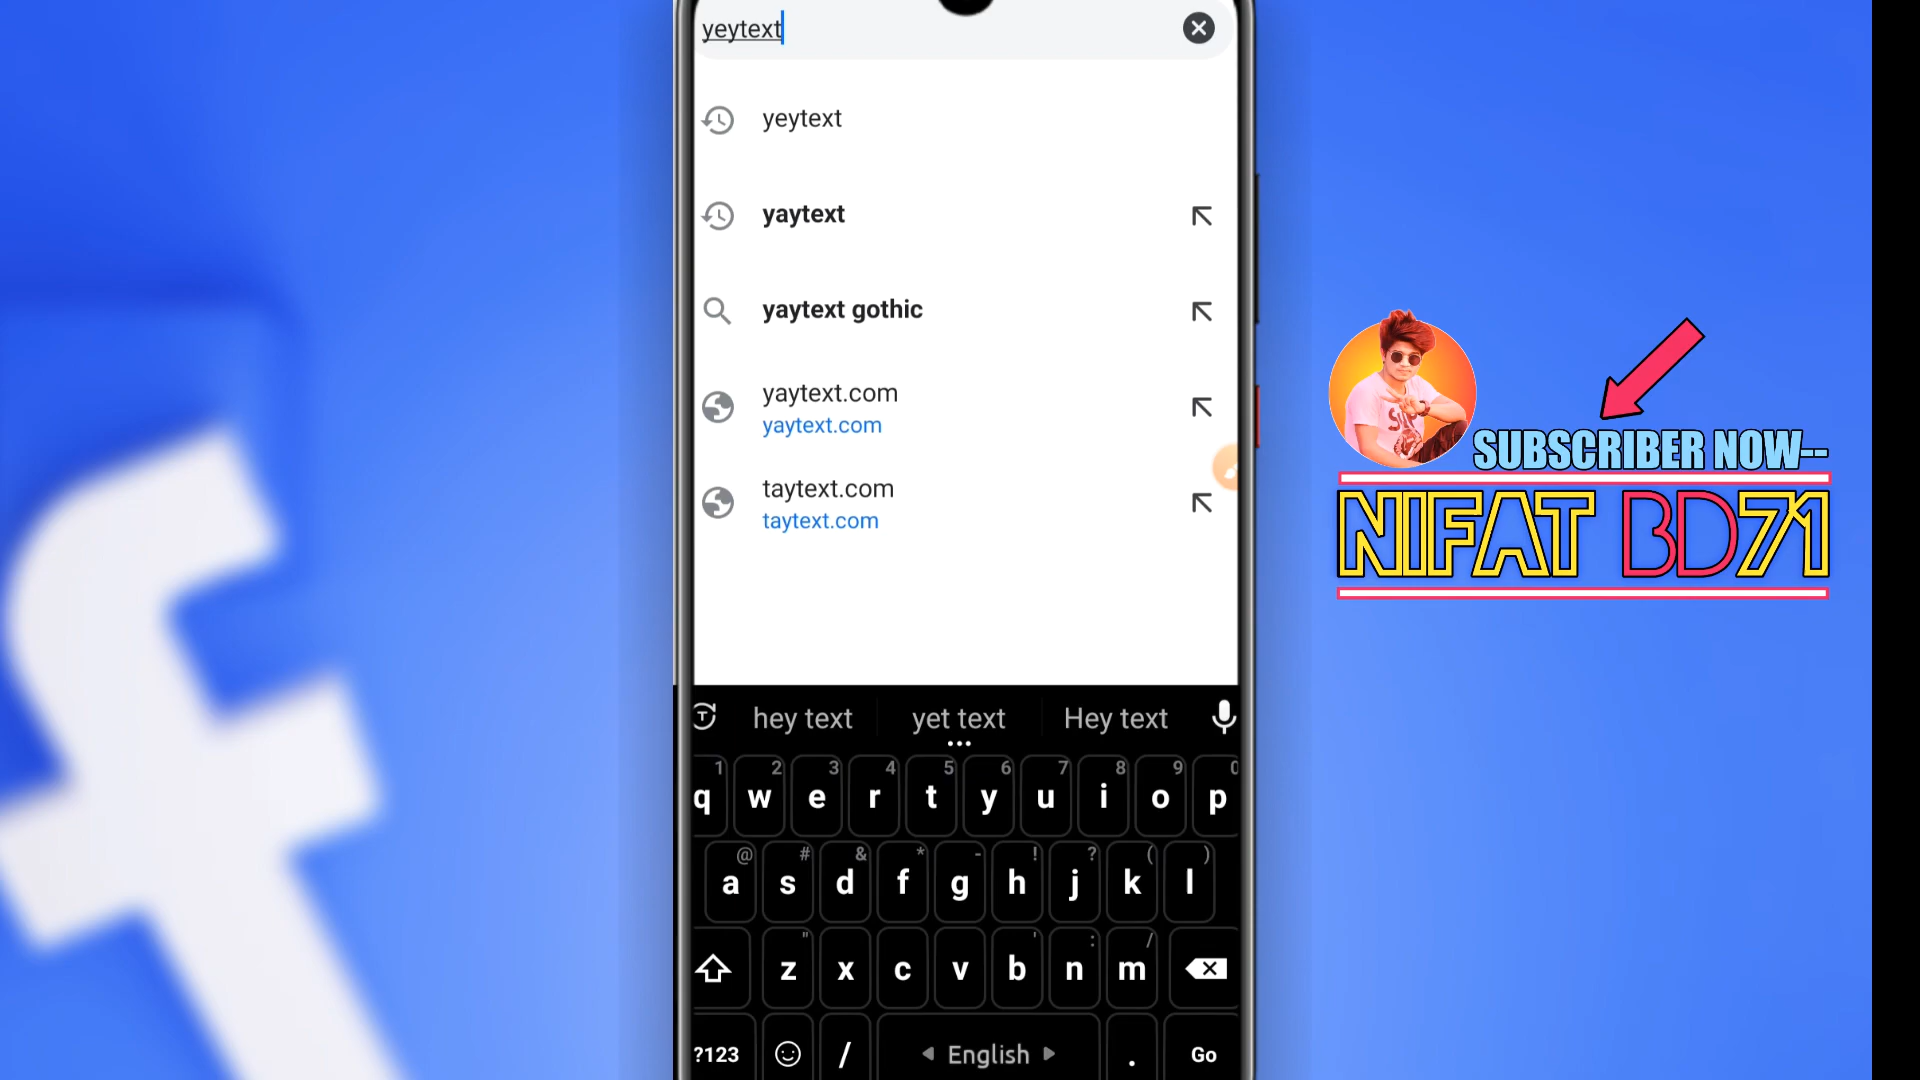 yeytext
yeytext
yaytext
yaytext gothic
yaytext.com
yaytext.com
taytext.com
taytext.com
SUBSCRIBER NOW--
NIFAT BD71
hey text yet text Hey text
1 2 3 4 5 6 7 8 9 0
q w e r t y u i o p
@ # & * - ! ? ( )
a s d f g h j k l
" ' : /
z x c v b n m
?123 / English . Go